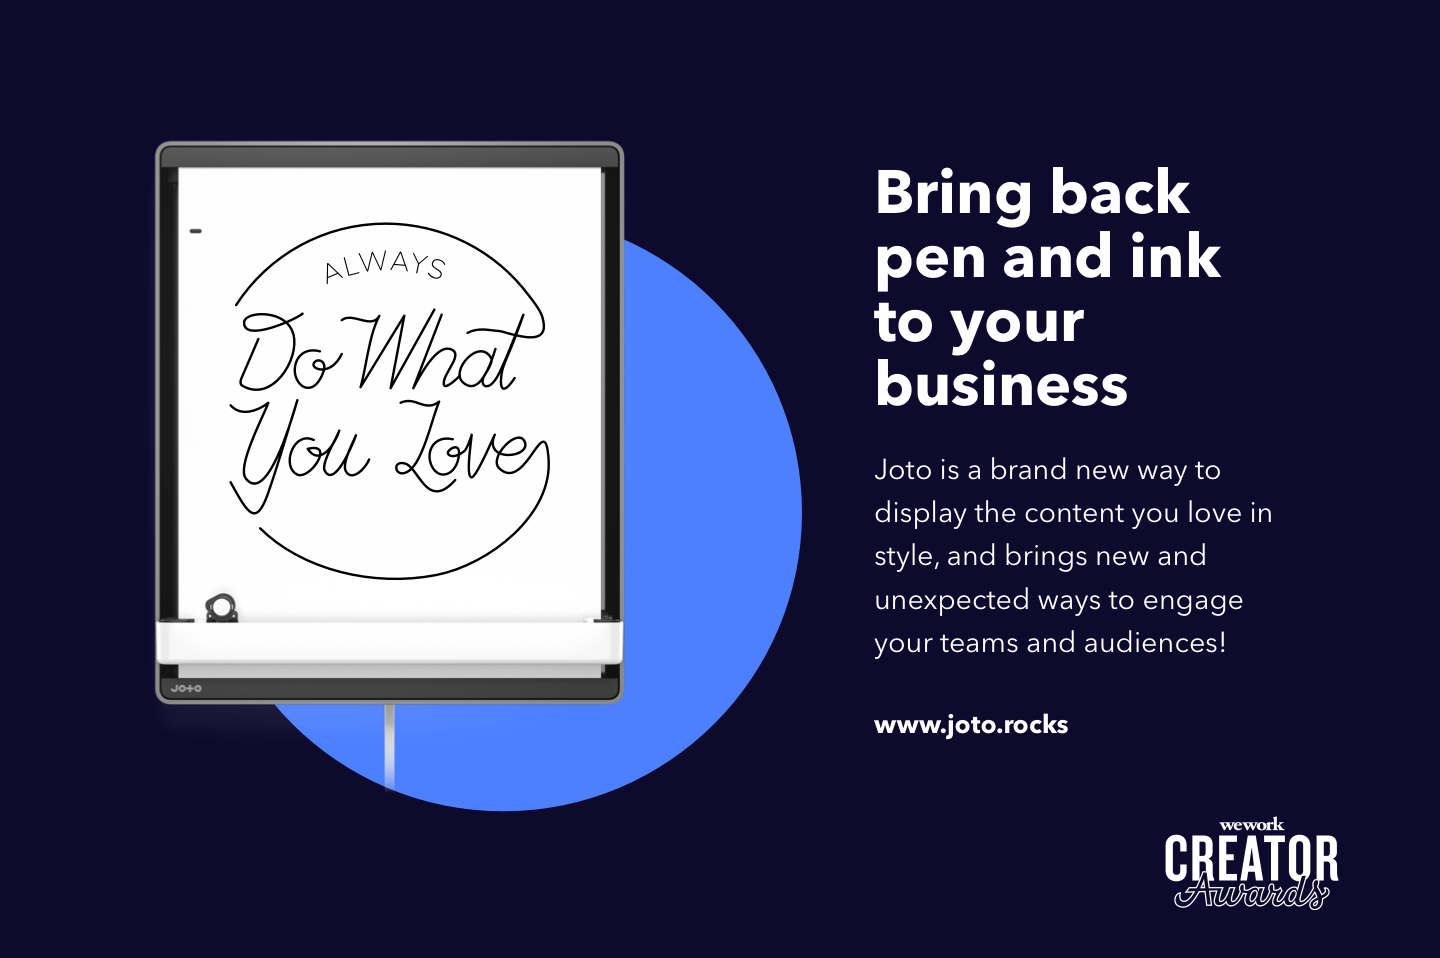 ALWAYS
Do What
You Love
JOTO
Bring back
pen and ink
to your
business
Joto is a brand new way to
display the content you love in
style, and brings new and
unexpected ways to engage
your teams and audiences!
www.joto.rocks
wework
CREATOR
Awards